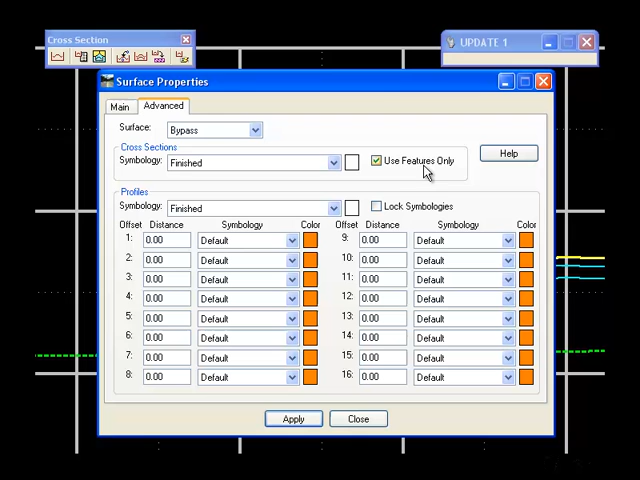 Cross Section
UPDATE 1
Surface Properties
Main Advanced
Surface: Bypass
Cross Sections
Symbology: Finished Use Features Only Help
Profiles
Symbology: Finished Lock Symbologies
Offset Distance Symbology Color Offset Distance Symbology Color
1: 0.00 Default 9: 0.00 Default
2: 0.00 Default 10: 0.00 Default
3: 0.00 Default 11: 0.00 Default
4: 0.00 Default 12: 0.00 Default
5: 0.00 Default 13: 0.00 Default
6: 0.00 Default 14: 0.00 Default
7: 0.00 Default 15: 0.00 Default
8: 0.00 Default 16: 0.00 Default
Apply Close